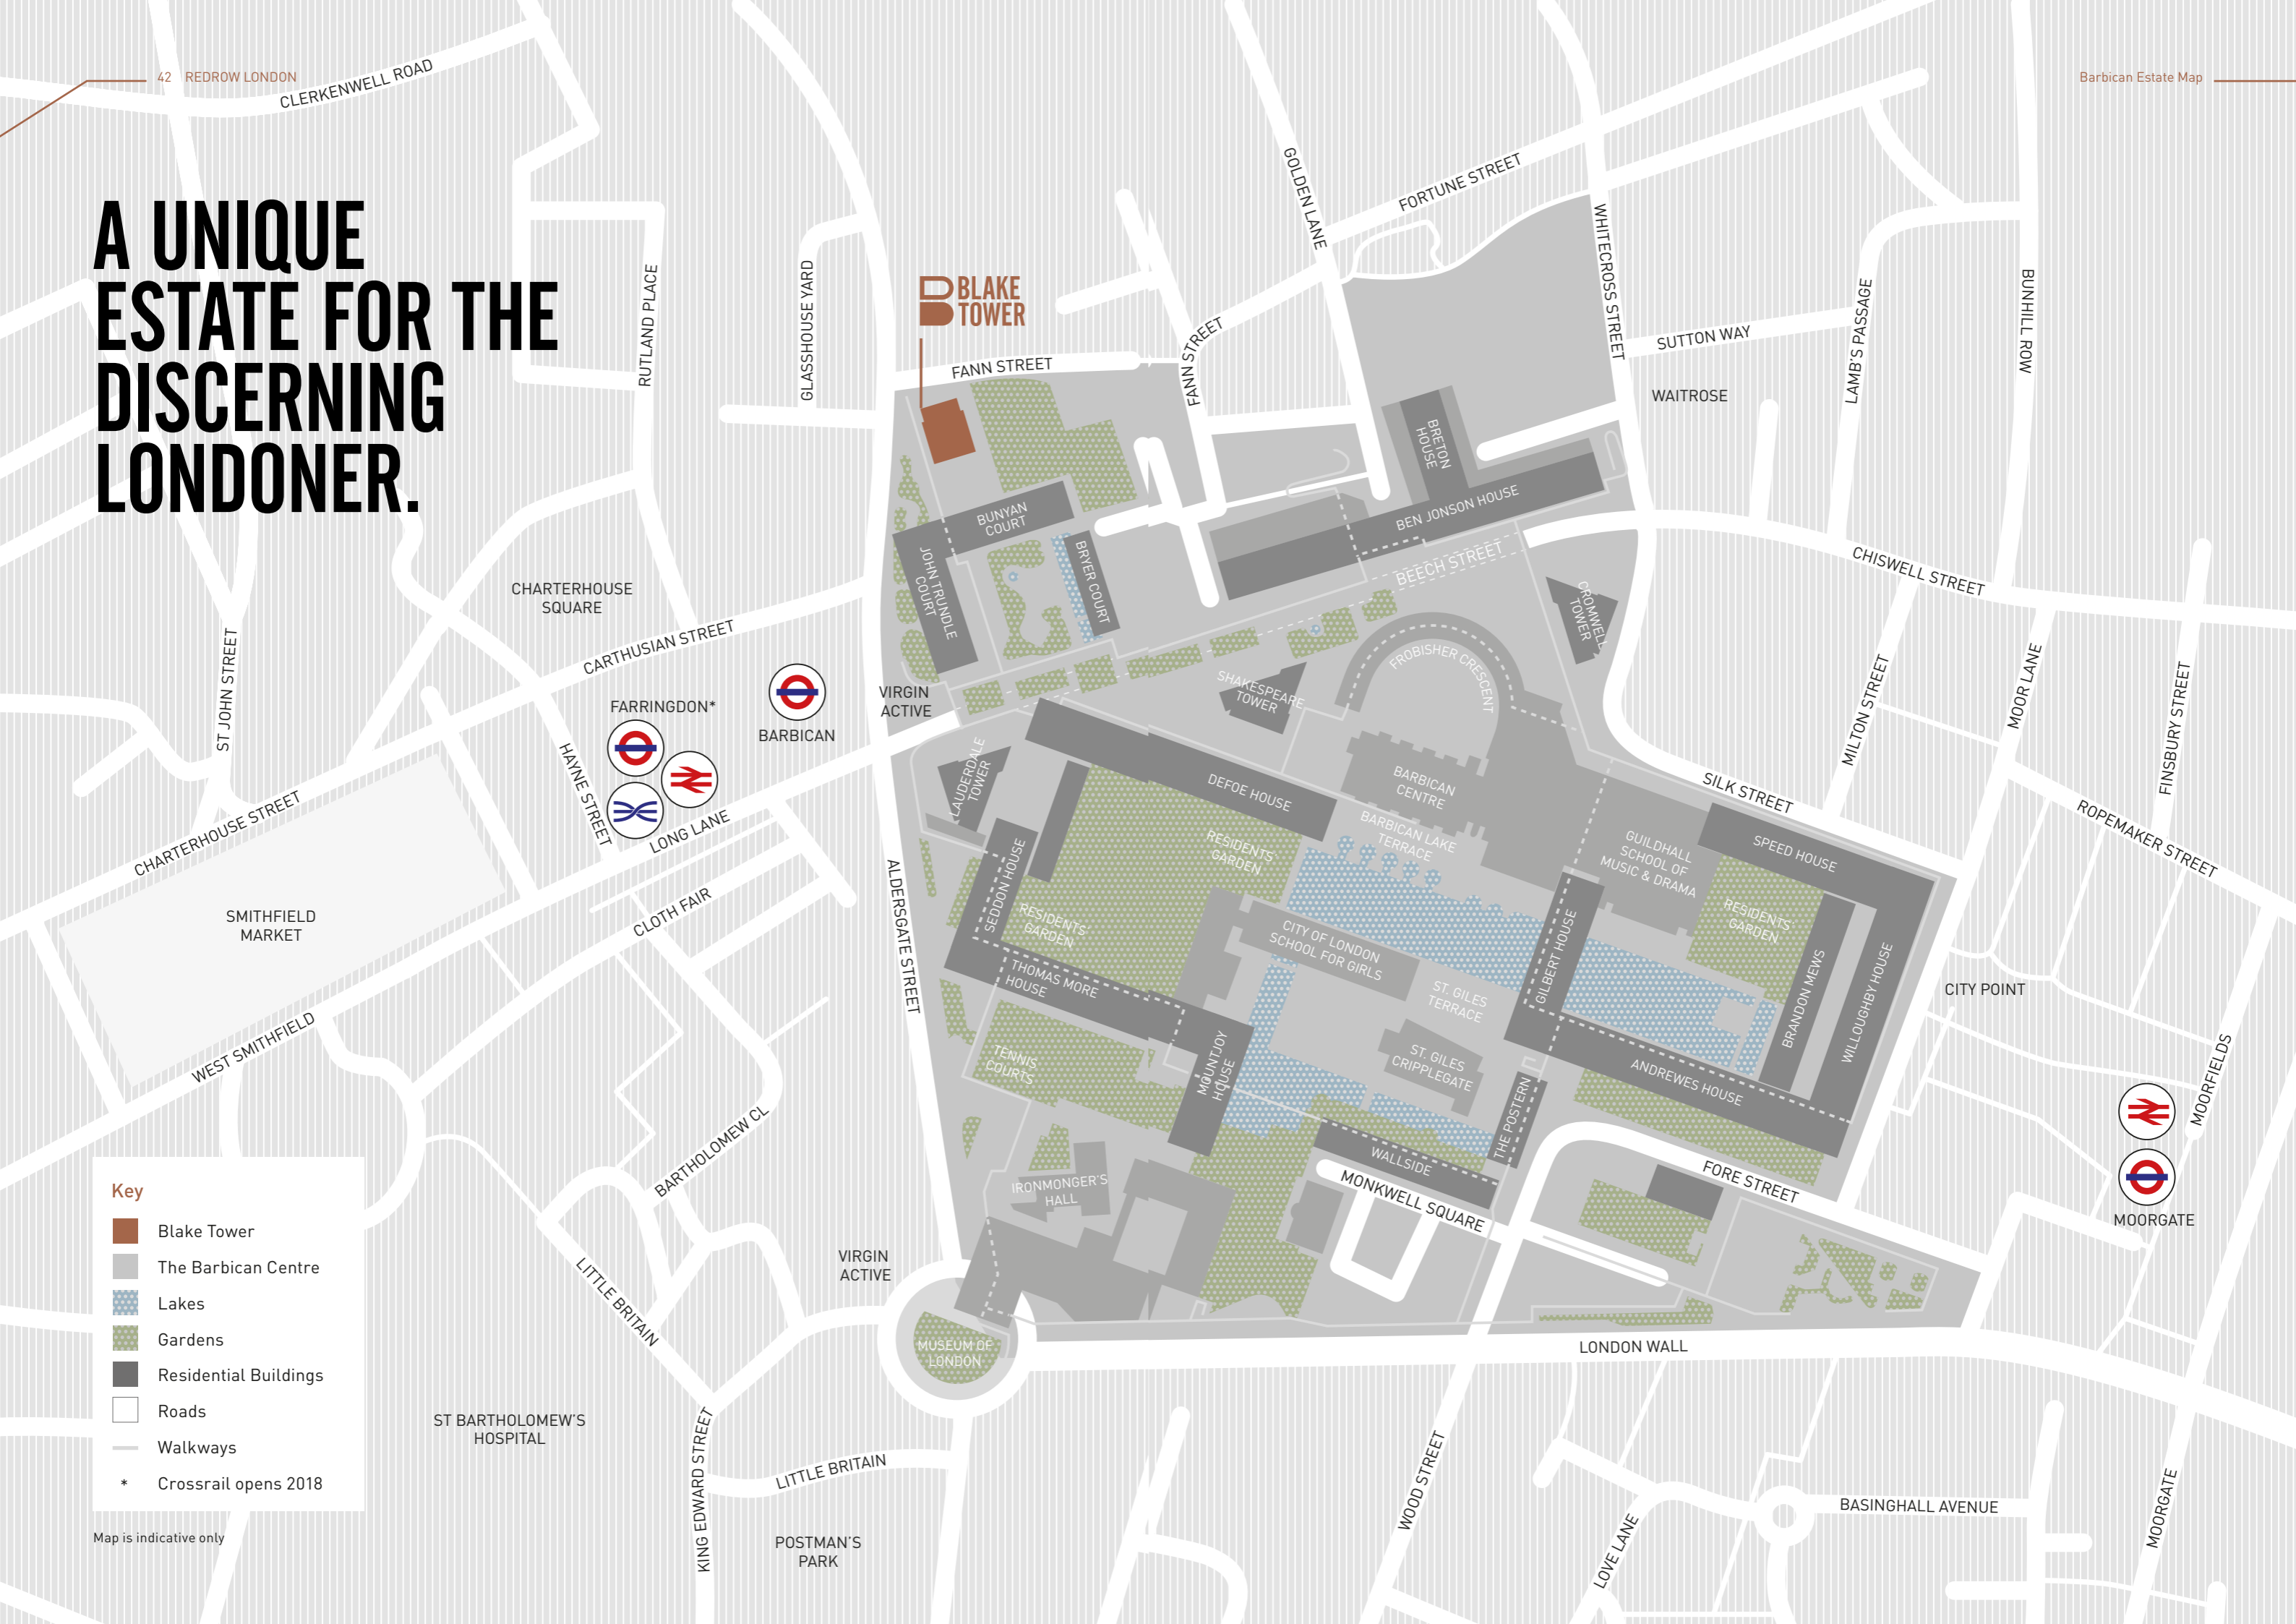 42 REDROW LONDON
Barbican Estate Map
A UNIQUE
ESTATE FOR THE
DISCERNING
LONDONER.
CLERKENWELL ROAD
GOLDEN LANE
FORTUNE STREET
WHITECROSS STREET
RUTLAND PLACE
GLASSHOUSE YARD
BLAKE
TOWER
FANN STREET
FANN STREET
SUTTON WAY
WAITROSE
LAMB'S PASSAGE
BUNHILL ROW
BRETON
HOUSE
BEN JONSON HOUSE
BUNYAN
COURT
JOHN TRUNDLE
COURT
BRYER COURT
BEECH STREET
CROMWELL
TOWER
CHISWELL STREET
CHARTERHOUSE
SQUARE
CARTHUSIAN STREET
ST JOHN STREET
FARRINGDON*
BARBICAN
VIRGIN
ACTIVE
SHAKESPEARE
TOWER
FROBISHER CRESCENT
MILTON STREET
MOOR LANE
FINSBURY STREET
HAYNE STREET
LONG LANE
CHARTERHOUSE STREET
LAUDERDALE
TOWER
DEFOE HOUSE
BARBICAN
CENTRE
BARBICAN LAKE
TERRACE
SILK STREET
ROPEMAKER STREET
GUILDHALL
SCHOOL OF
MUSIC & DRAMA
SPEED HOUSE
RESIDENTS'
GARDEN
RESIDENTS'
GARDEN
RESIDENTS'
GARDEN
SEDDON HOUSE
SMITHFIELD
MARKET
CLOTH FAIR
ALDERSGATE STREET
CITY OF LONDON
SCHOOL FOR GIRLS
GILBERT HOUSE
BRANDON MEWS
WILLOUGHBY HOUSE
CITY POINT
THOMAS MORE
HOUSE
ST. GILES
TERRACE
ST. GILES
CRIPPLEGATE
WEST SMITHFIELD
TENNIS
COURTS
MOUNTJOY
HOUSE
ANDREWES HOUSE
THE POSTERN
MOORFIELDS
BARTHOLOMEW CL
WALLSIDE
MONKWELL SQUARE
FORE STREET
IRONMONGER'S
HALL
MOORGATE
VIRGIN
ACTIVE
LITTLE BRITAIN
MUSEUM OF
LONDON
LONDON WALL
Key
Blake Tower
The Barbican Centre
Lakes
Gardens
Residential Buildings
Roads
Walkways
* Crossrail opens 2018
Map is indicative only
ST BARTHOLOMEW'S
HOSPITAL
KING EDWARD STREET
LITTLE BRITAIN
POSTMAN'S
PARK
WOOD STREET
LOVE LANE
BASINGHALL AVENUE
MOORGATE